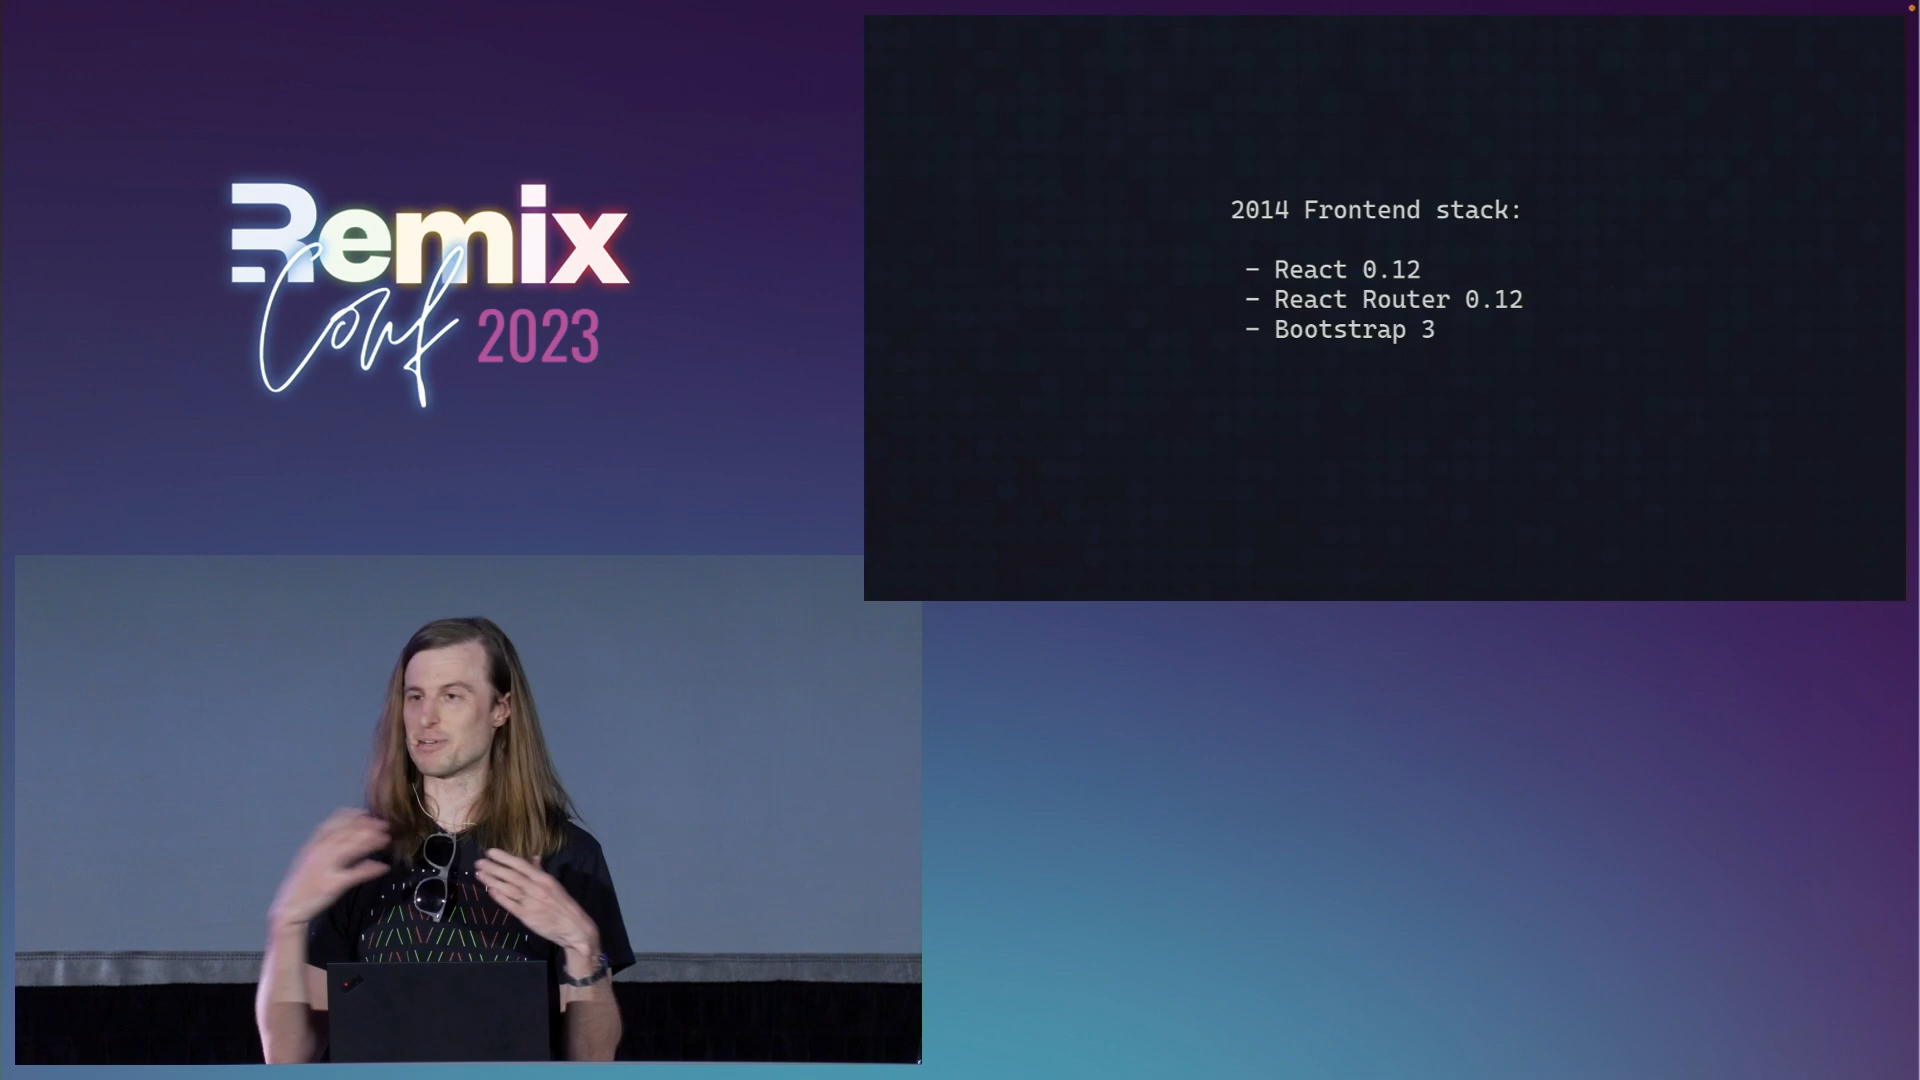 Remix
Conf 2023
2014 Frontend stack:
- React 0.12
- React Router 0.12
- Bootstrap 3